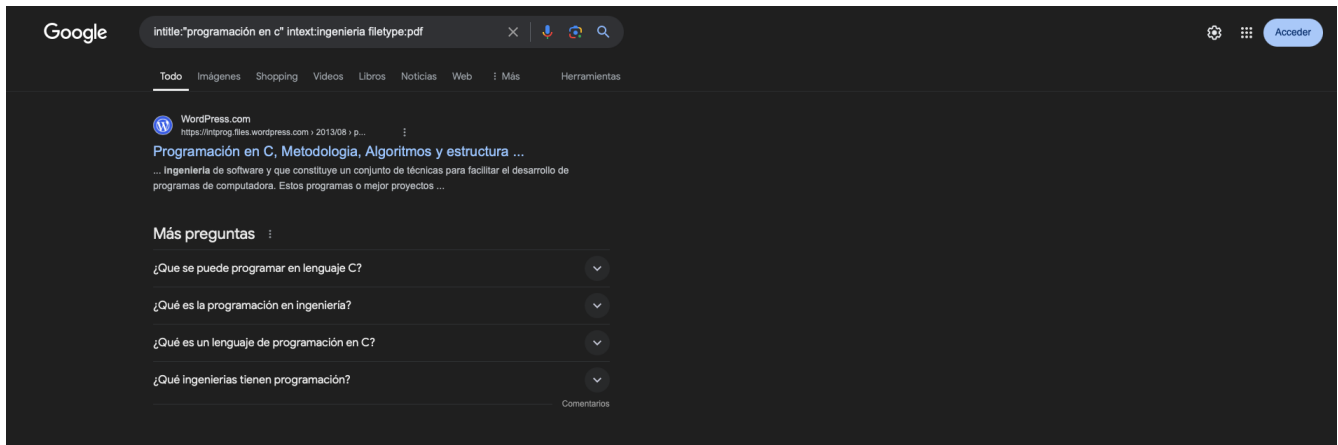 Google
intitle:"programación en c" intext:ingenieria filetype:pdf
Acceder
Todo Imágenes Shopping Videos Libros Noticias Web Más Herramientas
WordPress.com
https://intprog.files.wordpress.com › 2013/08 › p...
Programación en C, Metodologia, Algoritmos y estructura ...
... ingenieria de software y que constituye un conjunto de técnicas para facilitar el desarrollo de
programas de computadora. Estos programas o mejor proyectos ...
Más preguntas
¿Que se puede programar en lenguaje C?
¿Qué es la programación en ingeniería?
¿Qué es un lenguaje de programación en C?
¿Qué ingenierias tienen programación?
Comentarios